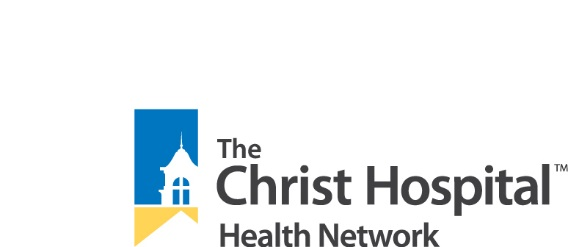 The
Christ Hospital™
Health Network